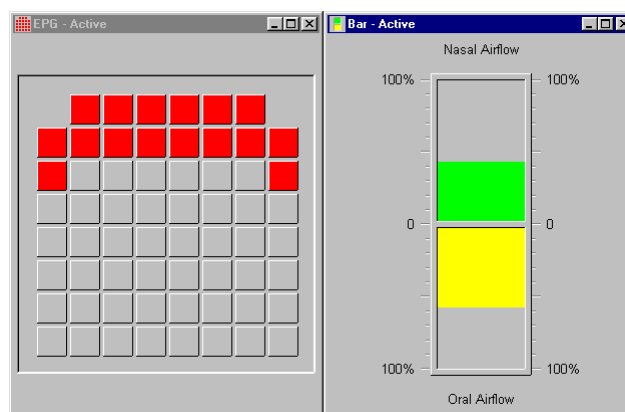 EPG - Active
Bar - Active
Nasal Airflow
100% 100%
0 0
100% 100%
Oral Airflow